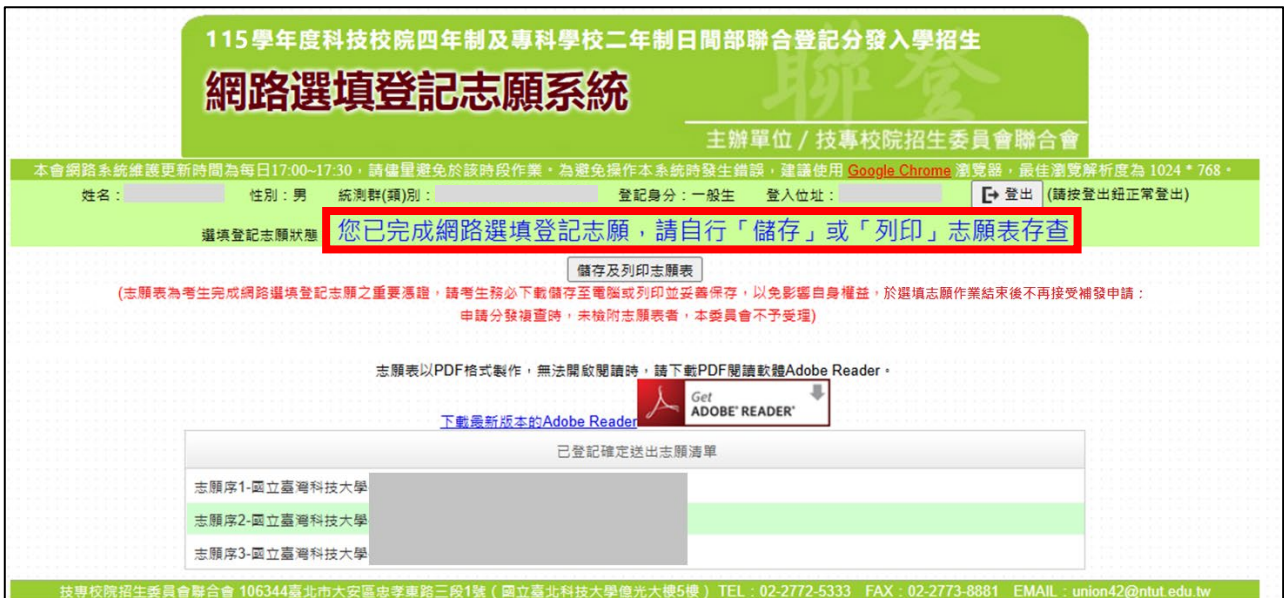 115學年度科技校院四年制及專科學校二年制日間部聯合登記分發入學招生
聯登
網路選填登記志願系統
主辦單位 / 技專校院招生委員會聯合會
本會網路系統維護更新時間為每日17:00~17:30，請儘量避免於該時段作業。為避免操作本系統時發生錯誤，建議使用 Google Chrome 瀏覽器，最佳瀏覽解析度為 1024 * 768。
姓名： 性別：男 統測群(類)別： 登記身分：一般生 登入位址： 登出 (請按登出鈕正常登出)
選填登記志願狀態 您已完成網路選填登記志願，請自行「儲存」或「列印」志願表存查
儲存及列印志願表
(志願表為考生完成網路選填登記志願之重要憑證，請考生務必下載儲存至電腦或列印並妥善保存，以免影響自身權益，於選填志願作業結束後不再接受補發申請；
申請分發複查時，未檢附志願表者，本委員會不予受理)
志願表以PDF格式製作，無法開啟閱讀時，請下載PDF閱讀軟體Adobe Reader。
下載最新版本的Adobe Reader
Get
ADOBE® READER®
已登記確定送出志願清單
志願序1-國立臺灣科技大學
志願序2-國立臺灣科技大學
志願序3-國立臺灣科技大學
技專校院招生委員會聯合會 106344臺北市大安區忠孝東路三段1號（國立臺北科技大學億光大樓5樓） TEL：02-2772-5333 FAX：02-2773-8881 EMAIL：union42@ntut.edu.tw